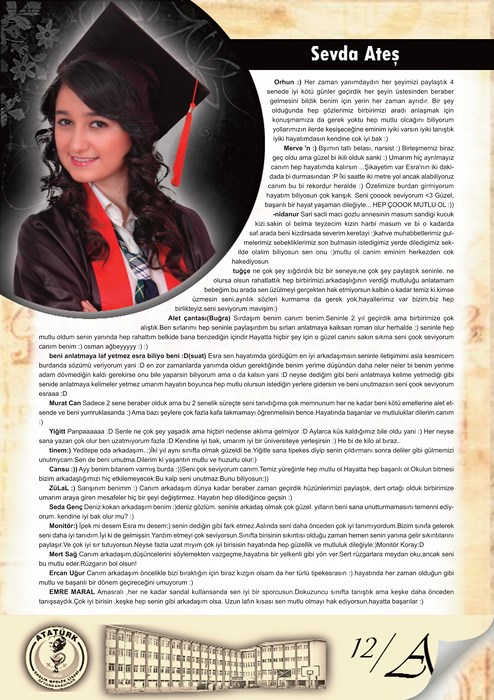 Sevda Ateş
Orhun :) Her zaman yanımdaydın her şeyimizi paylaştık 4
senede iyi kötü günler geçirdik her şeyin üstesinden beraber
gelmesini bildik benim için yerin her zaman ayrıdır. Bir şey
olduğunda hep gözlerimiz birbirimizi aradı anlaşmak için
konuşmamıza da gerek yoktu hep mutlu olcağını biliyorum
yollarımızın ilerde kesişeceğine eminim iyiki varsın iyiki tanıştık
iyiki hayatımdasın kendine cok iyi bak :)
Merve 'n :) Bişımın tatlı belası, narsist :) Birleşmemiz biraz
geç oldu ama güzel bi ikili olduk sanki :) Umarım hiç ayrılmayız
canım hep hayatımda kalırsın ...Şikayetim var Esra'nın iki daki-
dada bi durmasından :P İki saatte iki metre yol ancak alabiliyoruz
canım bu bi rekordur heralde :) Özelimize burdan girmiyorum
hayatım biliyosun çok karışık. Seni çooook seviyorum <3 Güzel,
başarılı bir hayat yaşaman dileğiyle... HEP ÇOOOK MUTLU OL :))
-nidanur Sari sacli maci gozlu annesinin masum sandigi kucuk
kizi.sakin ol belma teyzecim kizin harbi masum ve bi o kadarda
saf.arada beni kizdirsada severim keretayi :)kahve muhabbetlerimiz gul-
melerimiz sebekliklerimiz son bulmasin istedigimiz yerde diledigimiz sek-
ilde olalim biliyosun sen onu :)mutlu ol canim eminim herkezden cok
hakediyosun
tuğçe ne çok şey sığdırdık biz bir seneye,ne çok şey paylaştık seninle. ne
olursa olsun rahatlattık hep birbirimizi.arkadaşlığının verdiği mutluluğu anlatamam
bebeğim.bu arada sen üzülmeyi gerçekten hak etmiyosun kalbin o kadar temiz ki.kimse
üzmesin seni.ayrılık sözleri kurmama da gerek yok,hayallerimiz var bizim,biz hep
birlikteyiz.seni seviyorum mavişim:)
Alet çantası(Buğra) Sırdaşım benim canım benim.Seninle 2 yıl geçirdik ama birbirimize çok
alıştık.Ben sırlarımı hep seninle paylaşırdım bu sırları anlatmaya kalksan roman olur herhalde :) seninle hep
mutlu oldum senin yanında hep rahattım belkide bana benzediğin içindir.Hayatta hiçbir şey için o güzel canını sakın sıkma seni çook seviyorum
canım benim :) osman ağbeyyyyy :) :)
beni anlatmaya laf yetmez esra biliyo beni :D(suat) Esra sen hayatımda gördüğüm en iyi arkadaşımsın.seninle iletişimimi asla kesmicem
burdanda sözümü veriyorum yani :D en zor zamanlarda yanımda oldun gerektiğinde benim yerime düşündün daha neler neler bi benim yerime
adam dövmediğin kaldı gerekirse onu bile yaparsin biliyorum ama o da kalsın yani :D neyse dediğim gibi beni anlatmaya kelime yetmediği gibi
senide anlatmaya kelimeler yetmez umarım hayatın boyunca hep mutlu olursun istediğin yerlere gidersin ve beni unutmazsın seni çook seviyorum
esraaa :D
Murat Can Sadece 2 sene beraber olduk ama bu 2 senelik süreçte seni tanıdığıma çok memnunum her ne kadar beni kötü emellerine alet et-
sende ve beni yumruklasanda :) Ama bazı şeylere çok fazla kafa takmamayı öğrenmelisin bence.Hayatında başarılar ve mutluluklar dilerim canım
:)
Yiğitt Panpaaaaaa :D Senle ne çok şey yaşadık ama hiçbiri nedense aklıma gelmiyor :D Aylarca küs kaldığımız bile oldu yani :) Her neyse
sana yazan çok olur ben uzatmıyorum fazla :D Kendine iyi bak, umarım iyi bir üniversiteye yerleşirsin :) He bi de kilo al biraz..
tinem:) Yeditepe oda arkadaşım..:)İki yıl aynı sınıfta olmak güzeldi be.Yiğitle sana tipekes diyip senin çıldırmanı sonra deliler gibi gülmemizi
unutmıycam.Sen de beni umutma.Dilerim ki yaşantın mutlu ve huzurlu olur:)
Cansu :)) Ayy benim bitanem varmış burda :))Seni çok seviyorum canım.Temiz yüreğinle hep mutlu ol.Hayatta hep başarılı ol.Okulun bitmesi
bizim arkadaşlığımızı hiç etkilemeyecek.Bu kalp seni unutmaz.Bunu biliyosun:))
ZüLaL :) Sarışınım benimm :) Canım arkadaşım dünya kadar beraber zaman geçirdik hüzünlerimizi paylaştık, dert ortağı olduk birbirimize
umarım araya giren mesafeler hiç bir şeyi değiştirmez. Hayatın hep dilediğince geçsin :)
Seda Genç Deniz kokan arkadaşım benim :)deniz gözlüm. seninle arkadaş olmak çok güzel. yılların beni sana unutturmamasını temenni ediy-
orum. kendine iyi bak olur mu? :)
Monitör:) İpek mi desem Esra mı desem:) senin dediğin gibi fark etmez.Aslında seni daha önceden çok iyi tanımıyordum.Bizim sınıfa gelerek
seni daha iyi tanıdım.İyi ki de gelmişsin.Yardım etmeyi çok seviyorsun.Sınıfta birisinin sıkıntısı olduğu zaman hemen senin yanına gelir sıkıntılarını
paylaşır.Ve çok iyi sır tutuyorsun.Neyse fazla uzatmıyım çok iyi birisisin hayatında hep güzellik ve mutluluk dileğiyle:)Monitör Koray:D
Mert Sağ Canım arkadaşım,düşüncelerini söylemekten vazgeçme,hayatına bir yelkenli gibi yön ver.Sert rüzgarlara meydan oku,ancak seni
bu mutlu eder.Rüzgarın bol olsun!
Ercan Uğur Canım arkadaşım öncelikle bizi bıraktığın için biraz kızgın olsam da her türlü tipekesrasın :) hayatında her zaman olduğun gibi
mutlu ve başarılı bir dönem geçireceğini umuyorum :)
EMRE MARAL Amasralı ,her ne kadar sandal kullansanda sen iyi bir sporcusun.Dokuzuncu sınıfta tanıştık ama keşke daha önceden
tanışsaydık.Çok iyi birisin ,keşke hep senin gibi arkadaşım olsa. Uzun lafın kısası sen mutlu olmayı hak ediyorsun,hayatta başarılar :)
ATATÜRK
12/A